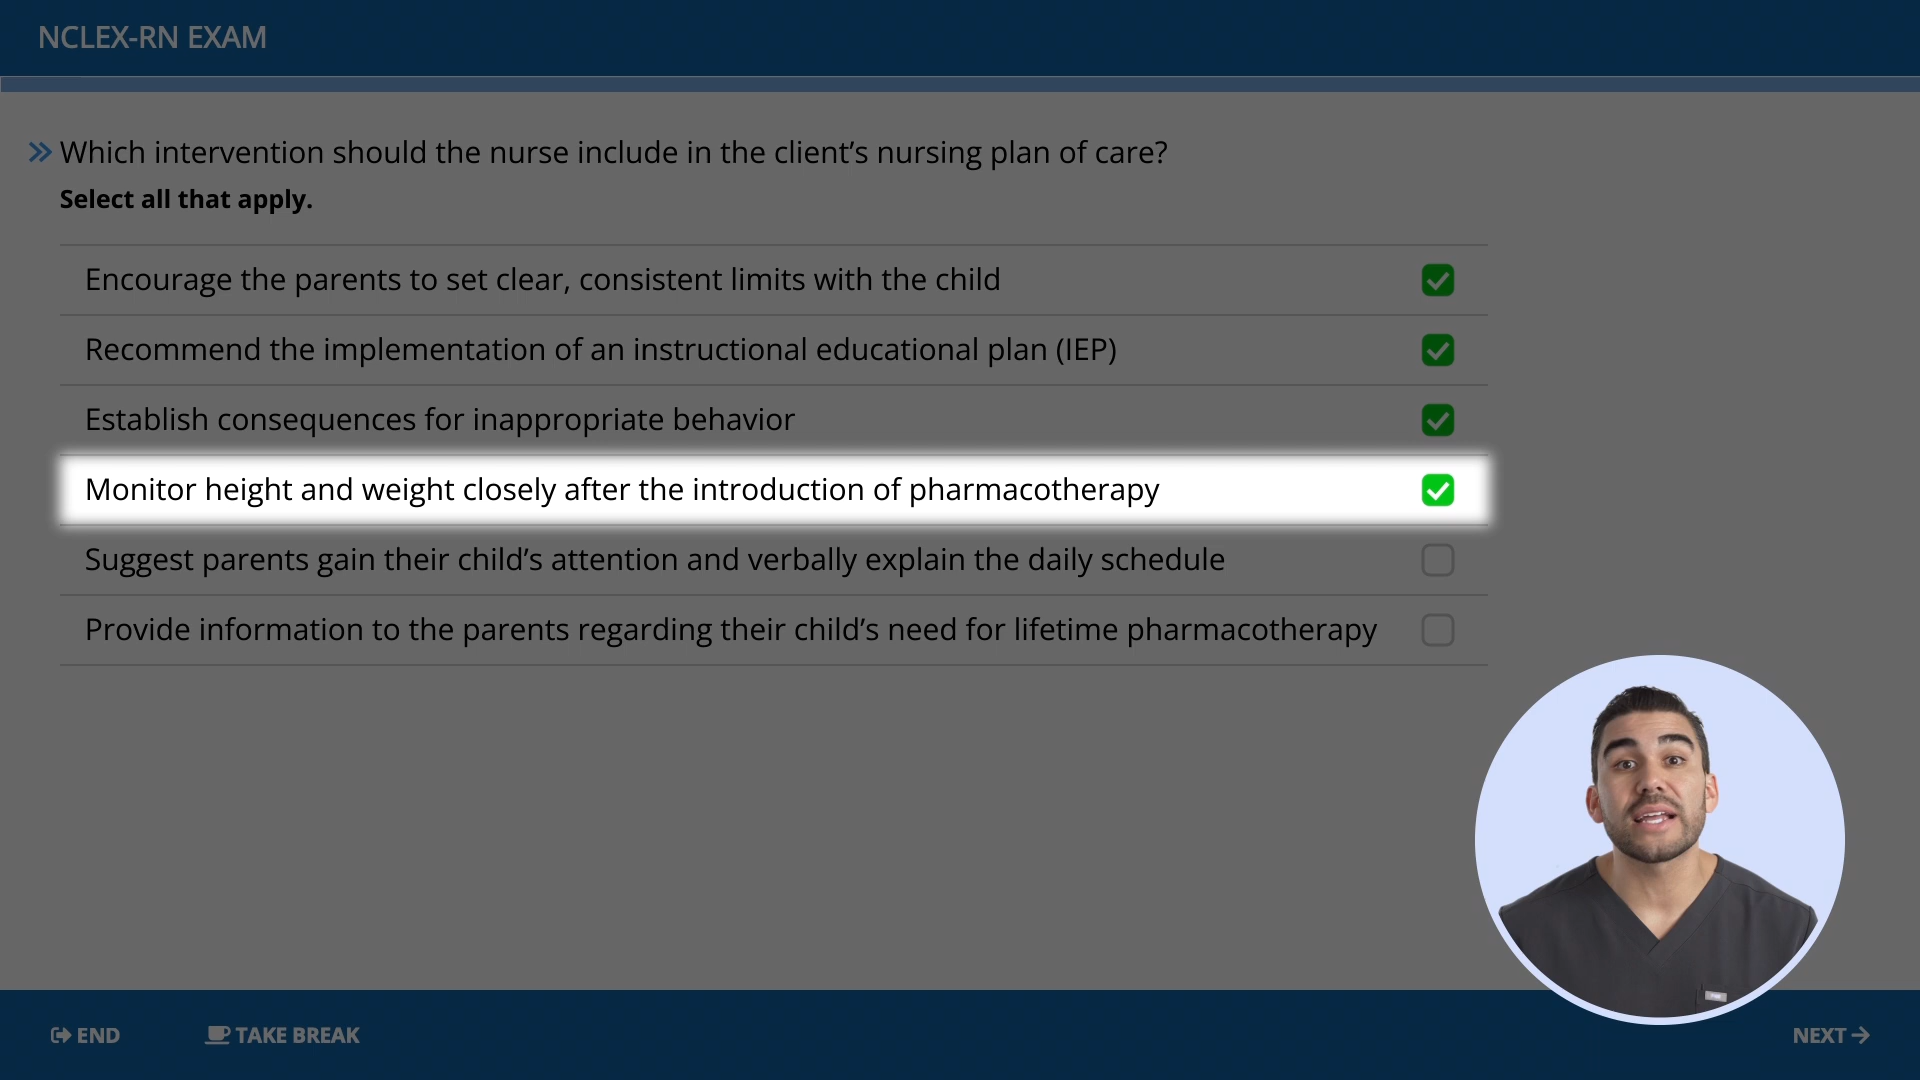 NCLEX-RN EXAM
Which intervention should the nurse include in the client’s nursing plan of care?
Select all that apply.
Encourage the parents to set clear, consistent limits with the child
Recommend the implementation of an instructional educational plan (IEP)
Establish consequences for inappropriate behavior
Monitor height and weight closely after the introduction of pharmacotherapy
Suggest parents gain their child’s attention and verbally explain the daily schedule
Provide information to the parents regarding their child’s need for lifetime pharmacotherapy
END
TAKE BREAK
NEXT